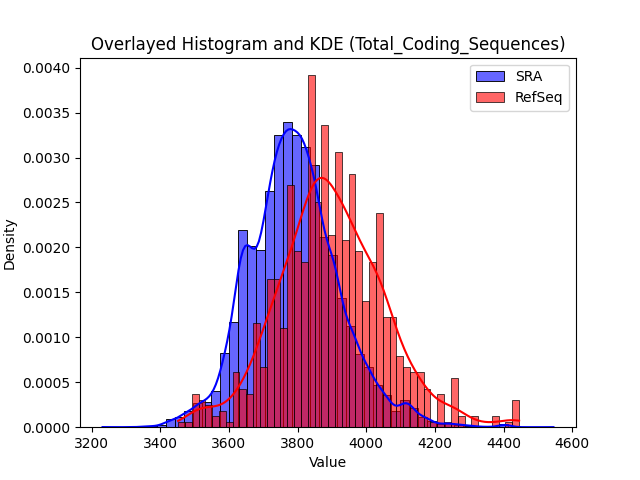 Overlayed Histogram and KDE (Total_Coding_Sequences)
SRA
RefSeq
Density
0.0040
0.0035
0.0030
0.0025
0.0020
0.0015
0.0010
0.0005
0.0000
3200 3400 3600 3800 4000 4200 4400 4600
Value